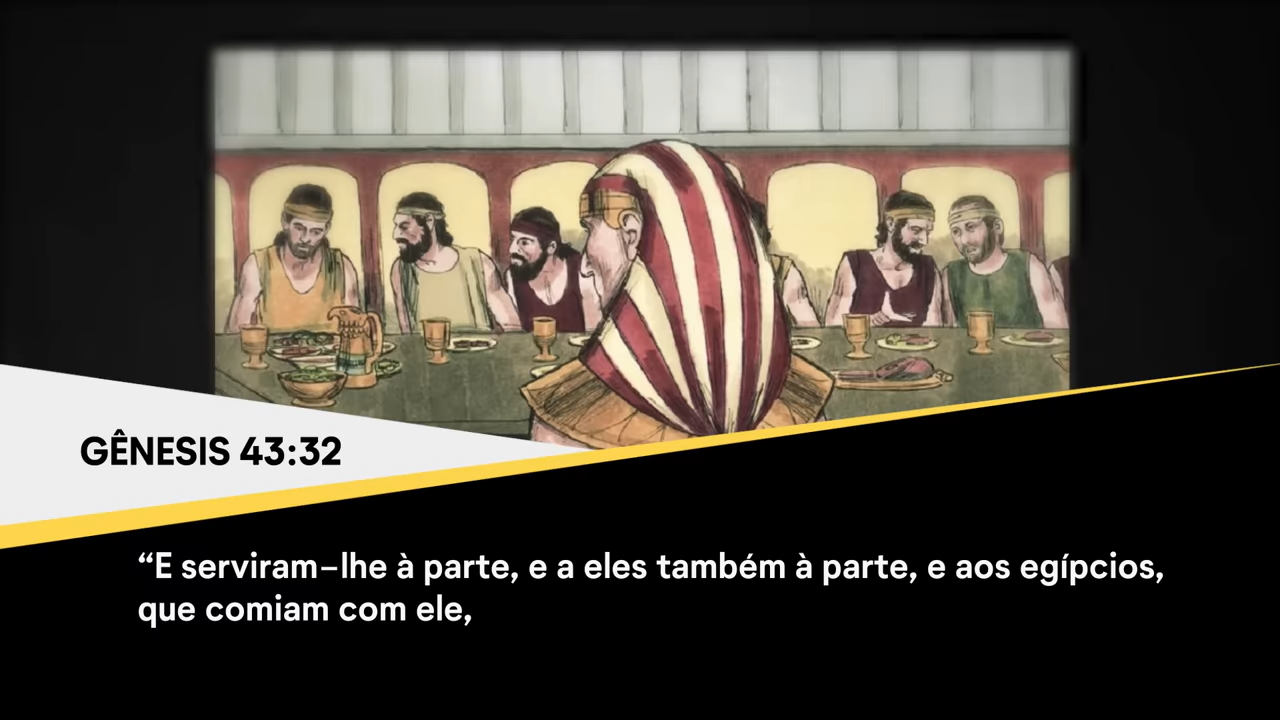 GÊNESIS 43:32
“E serviram-lhe à parte, e a eles também à parte, e aos egípcios,
que comiam com ele,